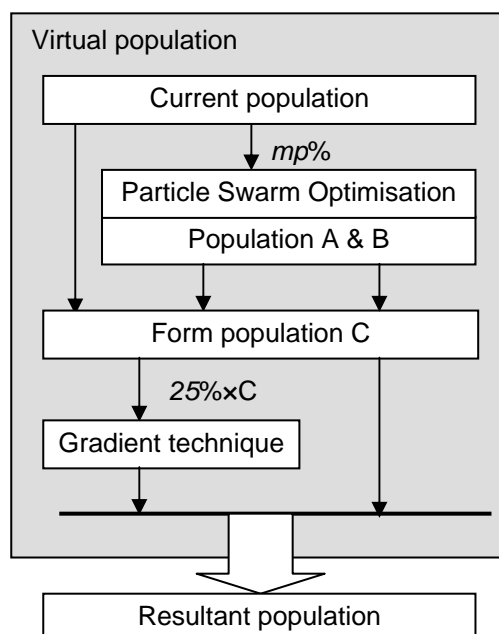 Virtual population
Current population
mp%
Particle Swarm Optimisation
Population A & B
Form population C
25%×C
Gradient technique
Resultant population